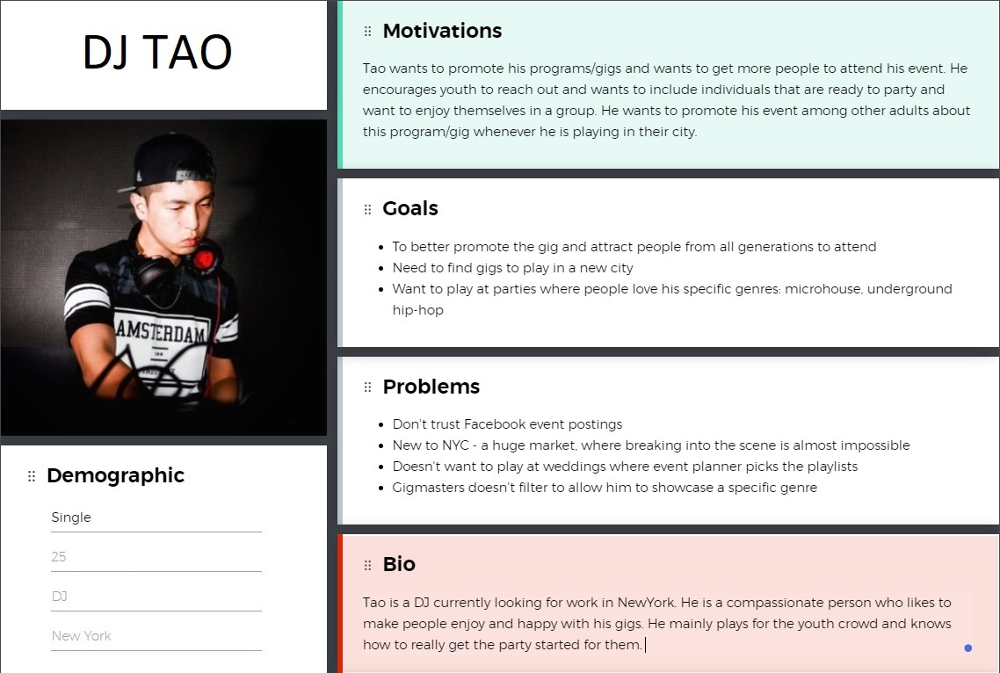 DJ TAO
AMSTERDAM
Demographic
Single
25
DJ
New York
Motivations
Tao wants to promote his programs/gigs and wants to get more people to attend his event. He
encourages youth to reach out and wants to include individuals that are ready to party and
want to enjoy themselves in a group. He wants to promote his event among other adults about
this program/gig whenever he is playing in their city.
Goals
• To better promote the gig and attract people from all generations to attend
• Need to find gigs to play in a new city
• Want to play at parties where people love his specific genres: microhouse, underground
hip-hop
Problems
• Don't trust Facebook event postings
• New to NYC - a huge market, where breaking into the scene is almost impossible
• Doesn't want to play at weddings where event planner picks the playlists
• Gigmasters doesn't filter to allow him to showcase a specific genre
Bio
Tao is a DJ currently looking for work in NewYork. He is a compassionate person who likes to
make people enjoy and happy with his gigs. He mainly plays for the youth crowd and knows
how to really get the party started for them.